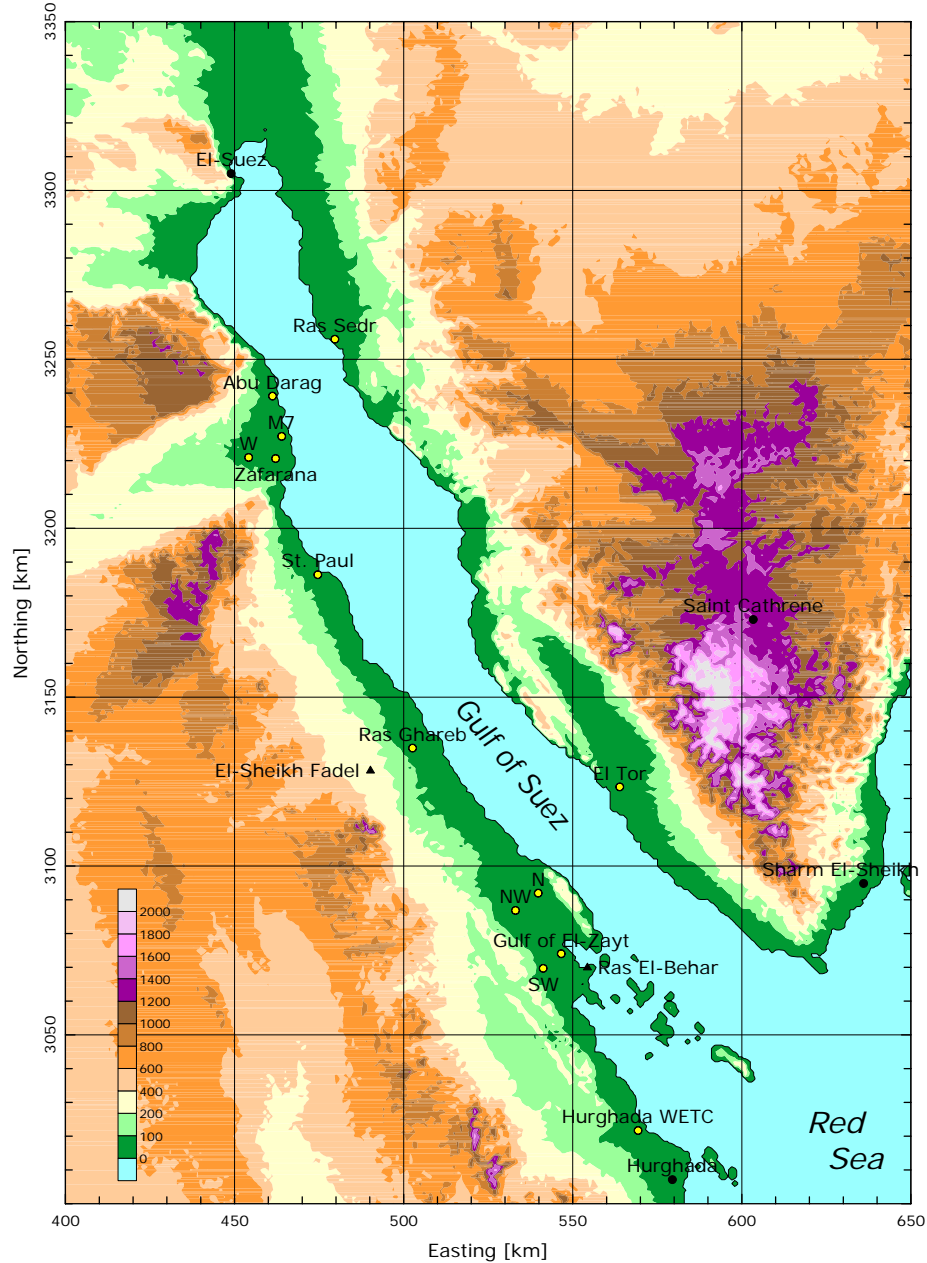 3350
El-Suez
3300
Ras Sedr
3250
Abu Darag
M7
W
Zafarana
3200
St. Paul
Saint Cathrene
Northing [km]
3150
Gulf of Suez
Ras Ghareb
El-Sheikh Fadel
El Tor
3100
Sharm El-Sheikh
N
NW
Gulf of El-Zayt
Ras El-Behar
SW
2000
1800
1600
1400
1200
1000
800
600
400
200
100
0
3050
Hurghada WETC
Red
Sea
Hurghada
400
450
500
550
600
650
Easting [km]